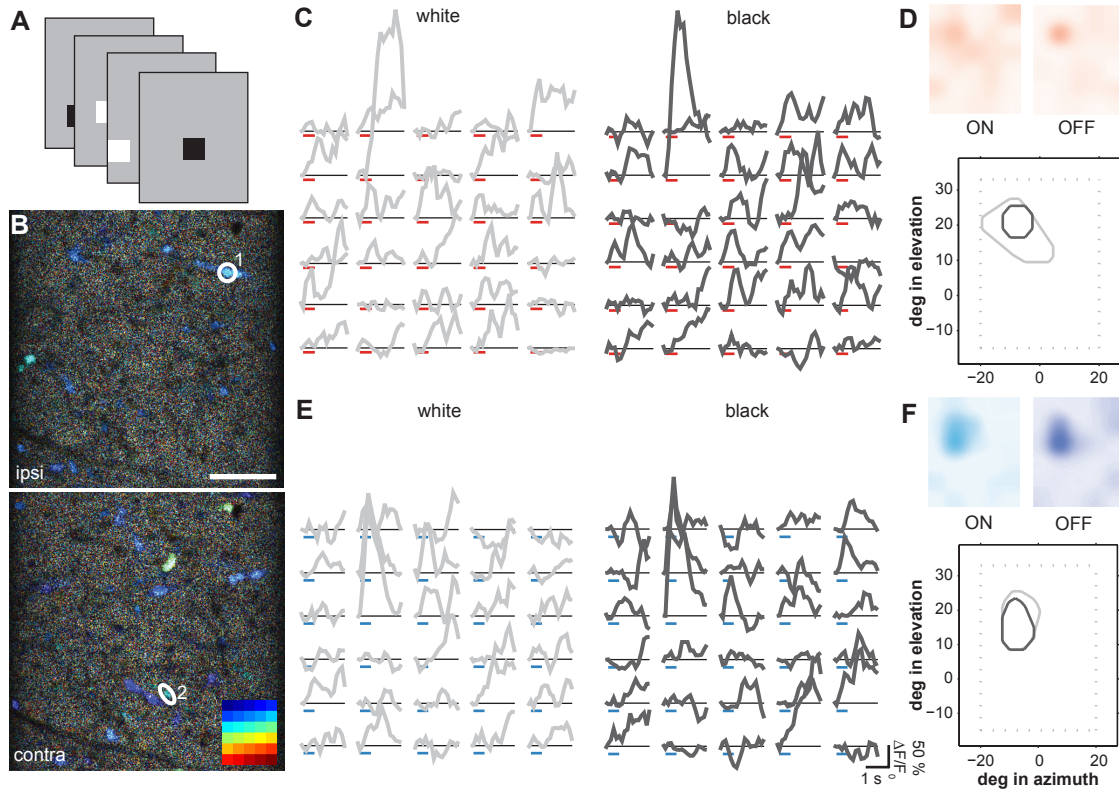 A
B
1
ipsi
2
contra
C
white
black
E
white
black
50 %
ΔF/F0
1 s
D
ON
OFF
deg in elevation
30
20
10
0
−10
−20
0
20
F
ON
OFF
deg in elevation
30
20
10
0
−10
−20
0
20
deg in azimuth